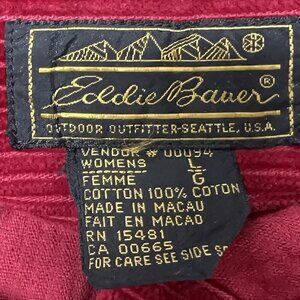 Eddie Bauer®
OUTDOOR OUTFITTER-SEATTLE, U.S.A.
VENDOR # 00094
WOMENS L
FEMME G
COTTON 100% COTON
MADE IN MACAU
FAIT EN MACAO
RN 15481
CA 00665
FOR CARE SEE SIDE